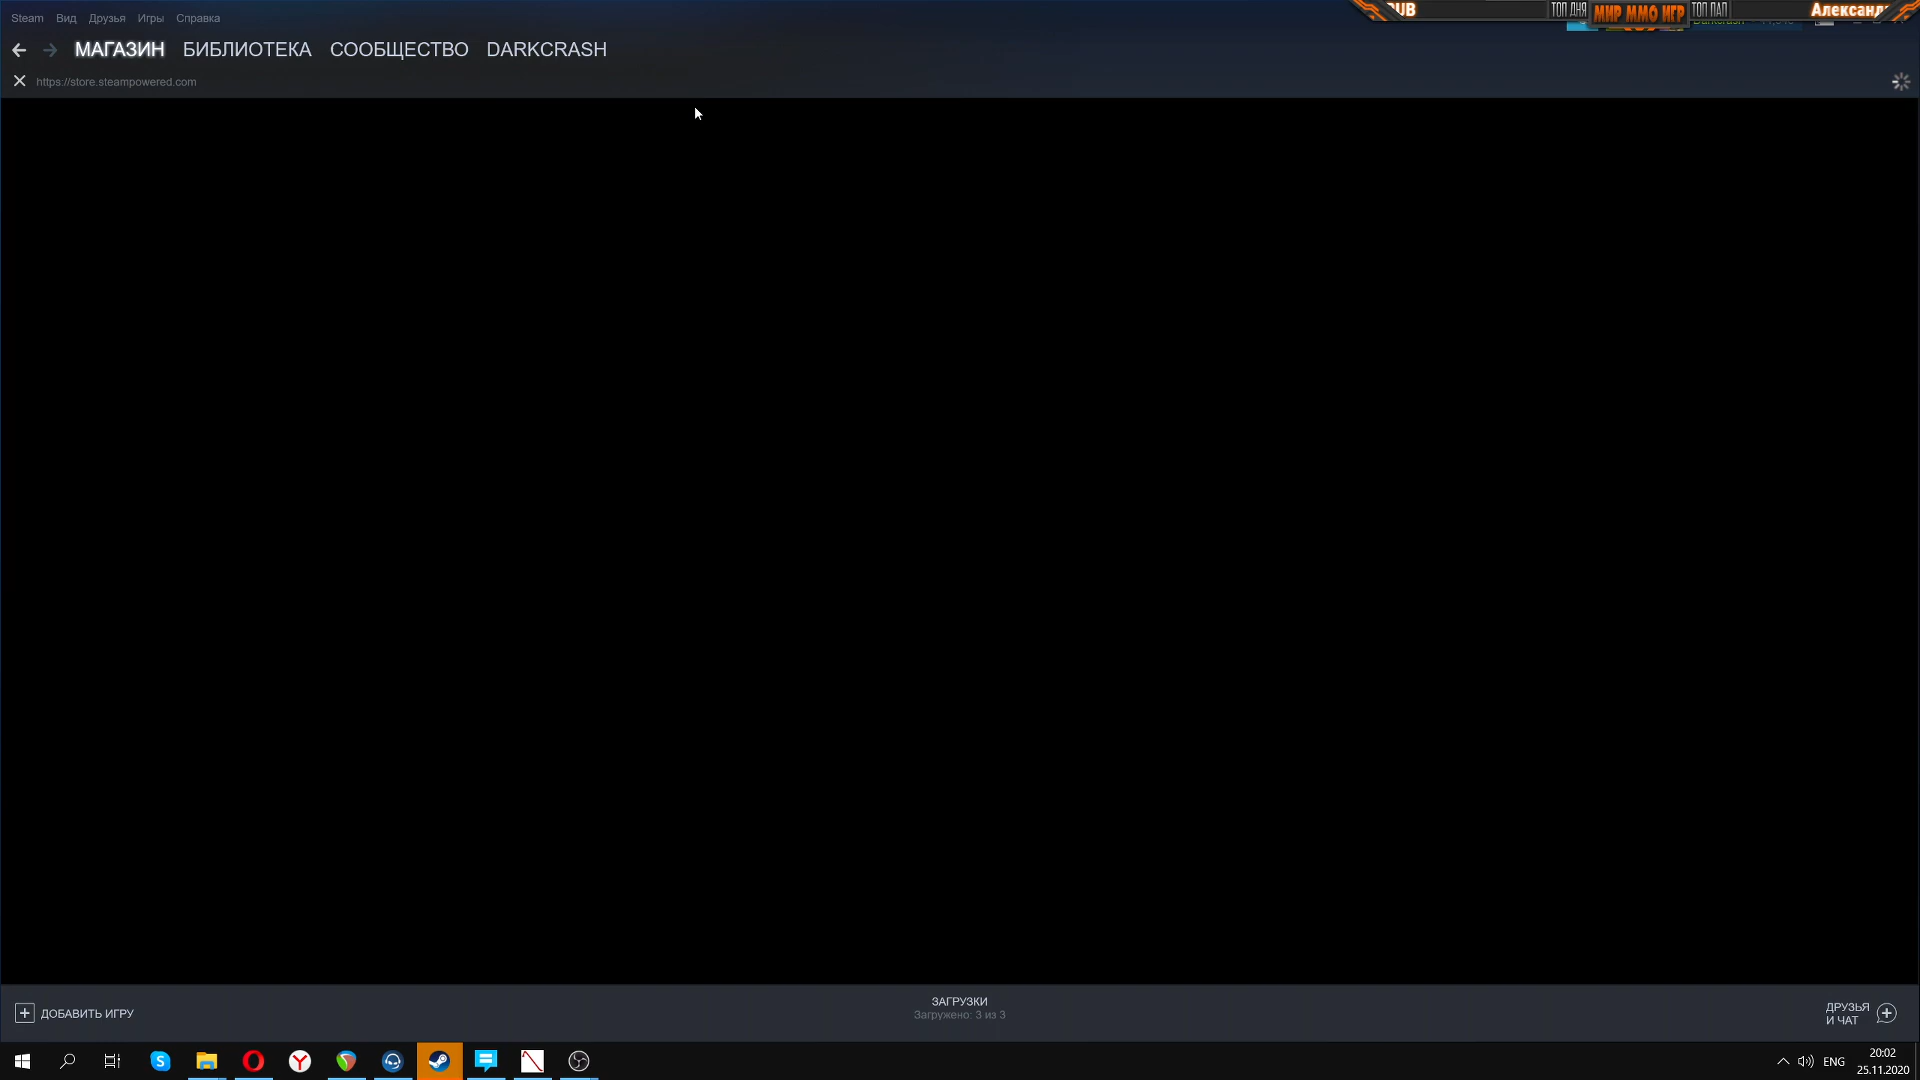 Steam Вид Друзья Игры Справка
RUB ТОП ДНЯ МИР ММО ИГР ТОП ПАП Александ
МАГАЗИН БИБЛИОТЕКА СООБЩЕСТВО DARKCRASH
https://store.steampowered.com
ДОБАВИТЬ ИГРУ
ЗАГРУЗКИ
Загружено: 3 из 3
ДРУЗЬЯ
И ЧАТ
ENG
20:02
25.11.2020